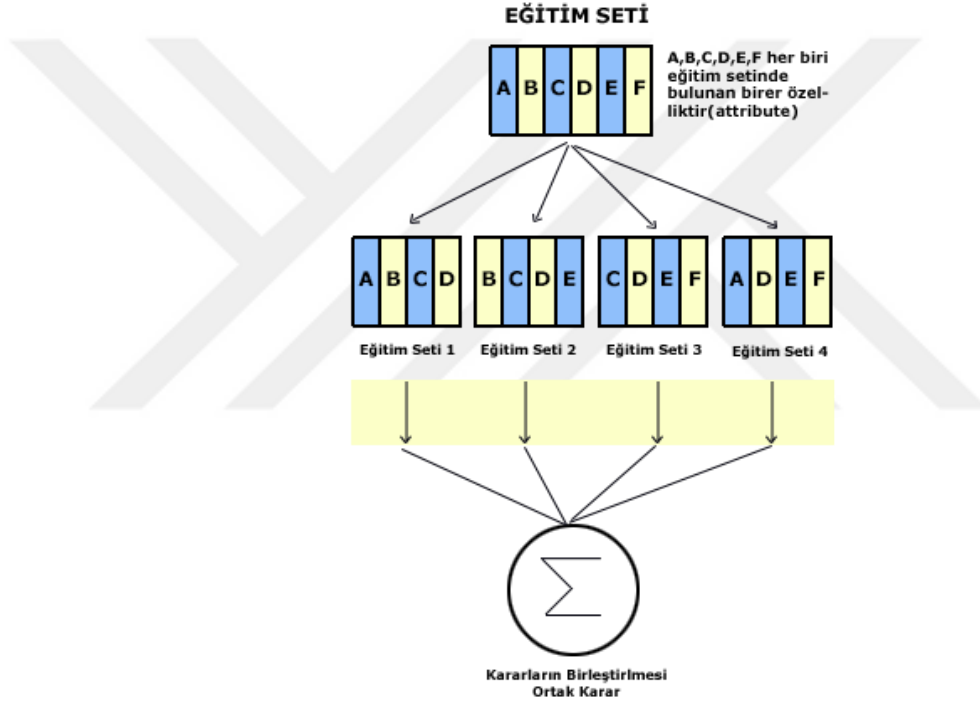 EĞİTİM SETİ
A B C D E F
A,B,C,D,E,F her biri
eğitim setinde
bulunan birer özel-
liktir(attribute)
A B C D
B C D E
C D E F
A D E F
Eğitim Seti 1
Eğitim Seti 2
Eğitim Seti 3
Eğitim Seti 4
Σ
Kararların Birleştirilmesi
Ortak Karar